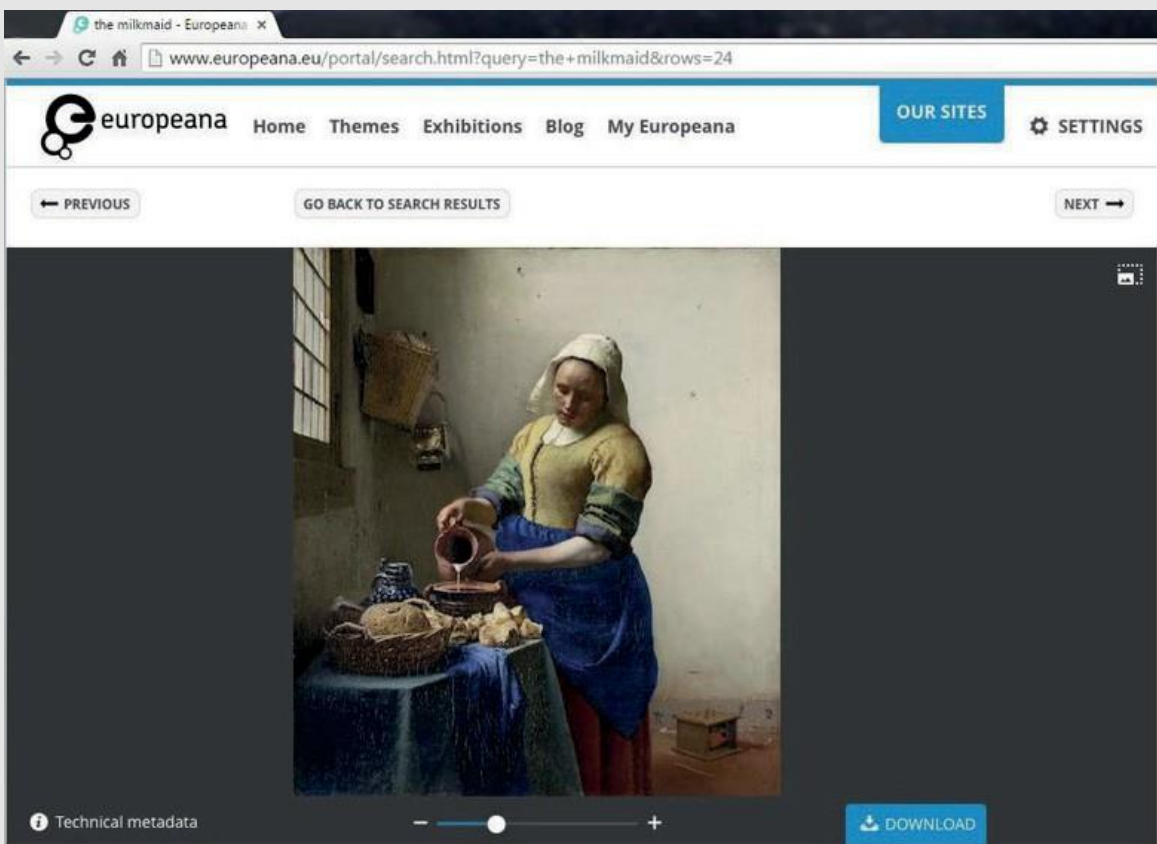 the milkmaid - Europeana
www.europeana.eu/portal/search.html?query=the+milkmaid&rows=24
europeana Home Themes Exhibitions Blog My Europeana OUR SITES SETTINGS
PREVIOUS GO BACK TO SEARCH RESULTS NEXT
i Technical metadata − + DOWNLOAD